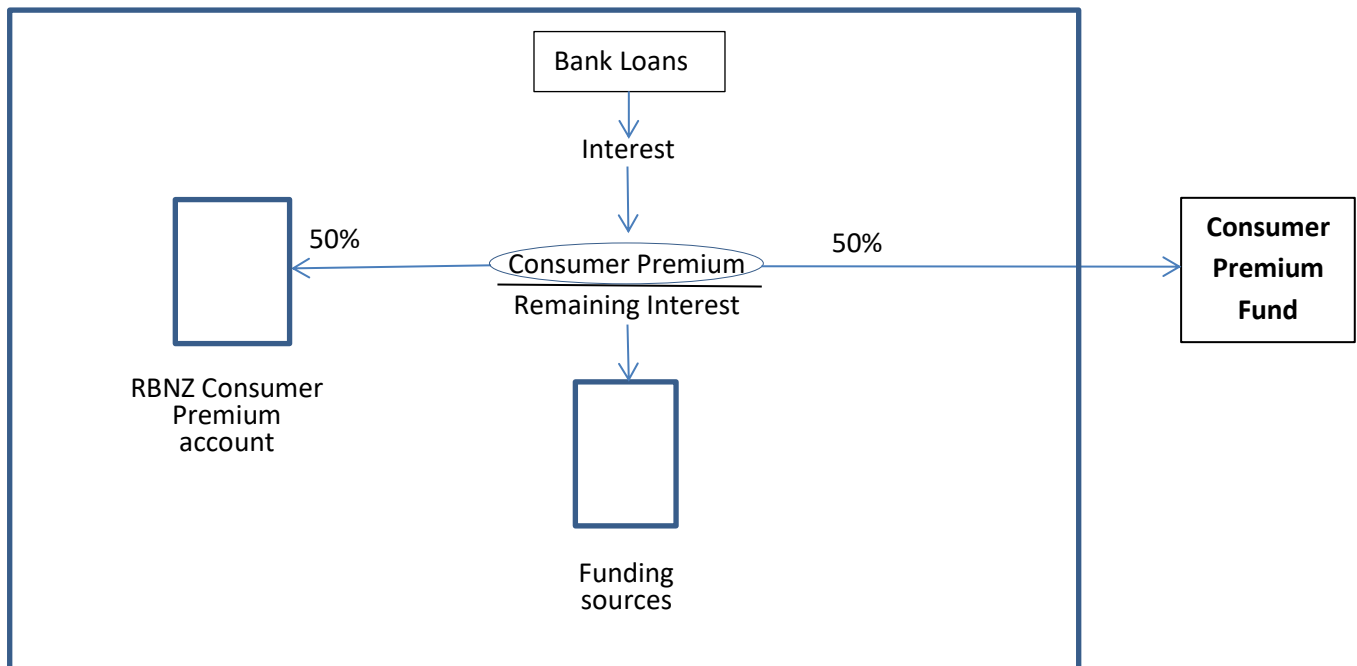 Bank Loans
Interest
50%
Consumer Premium
50%
Remaining Interest
Consumer
Premium
Fund
RBNZ Consumer
Premium
account
Funding
sources